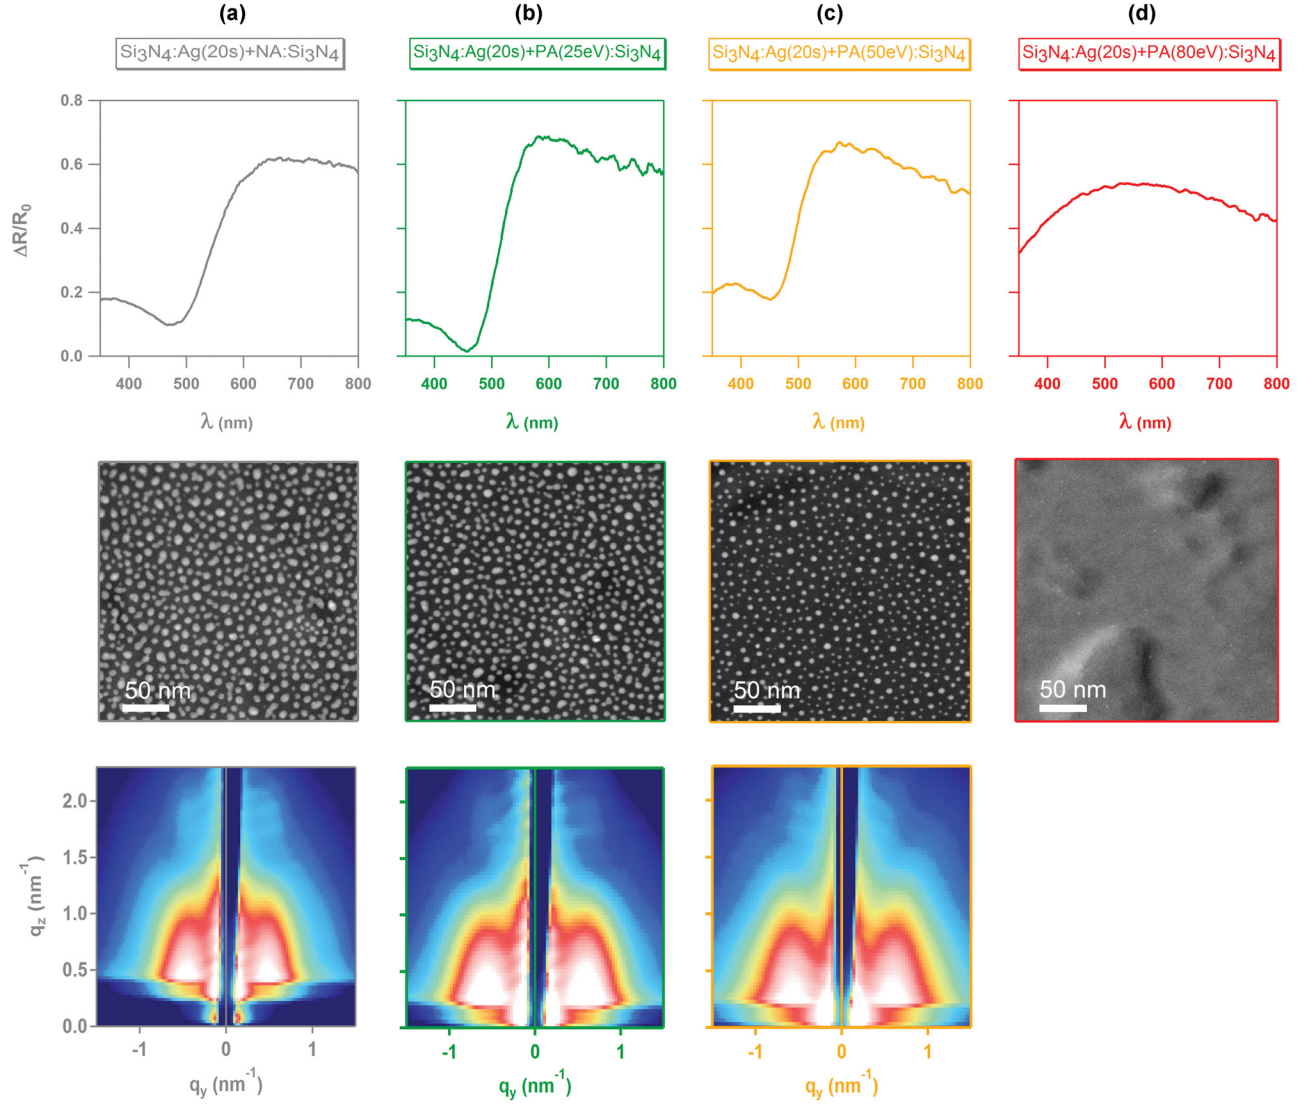 (a) (b) (c) (d)
Si3N4:Ag(20s)+NA:Si3N4 Si3N4:Ag(20s)+PA(25eV):Si3N4 Si3N4:Ag(20s)+PA(50eV):Si3N4 Si3N4:Ag(20s)+PA(80eV):Si3N4
0.8
0.6
0.4
0.2
0.0
ΔR/R0
400 500 600 700 800 400 500 600 700 800 400 500 600 700 800 400 500 600 700 800
λ (nm) λ (nm) λ (nm) λ (nm)
50 nm 50 nm 50 nm 50 nm
2.0
1.5
1.0
0.5
0.0
qz (nm-1)
-1 0 1 -1 0 1 -1 0 1
qy (nm-1) qy (nm-1) qy (nm-1)